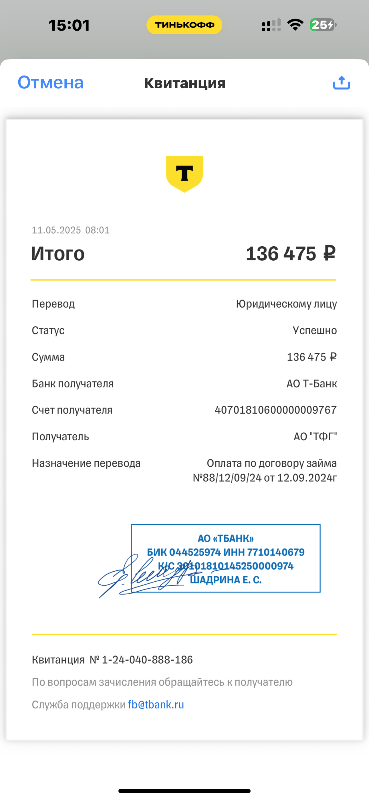 15:01 ТИНЬКОФФ 25
Отмена Квитанция
Т
11.05.2025 08:01
Итого 136 475 ₽
Перевод Юридическому лицу
Статус Успешно
Сумма 136 475 ₽
Банк получателя АО Т-Банк
Счет получателя 40701810600000009767
Получатель АО "ТФГ"
Назначение перевода Оплата по договору займа
№88/12/09/24 от 12.09.2024г
АО «ТБАНК»
БИК 044525974 ИНН 7710140679
К/С 30101810145250000974
ШАДРИНА Е. С.
Квитанция № 1-24-040-888-186
По вопросам зачисления обращайтесь к получателю
Служба поддержки fb@tbank.ru